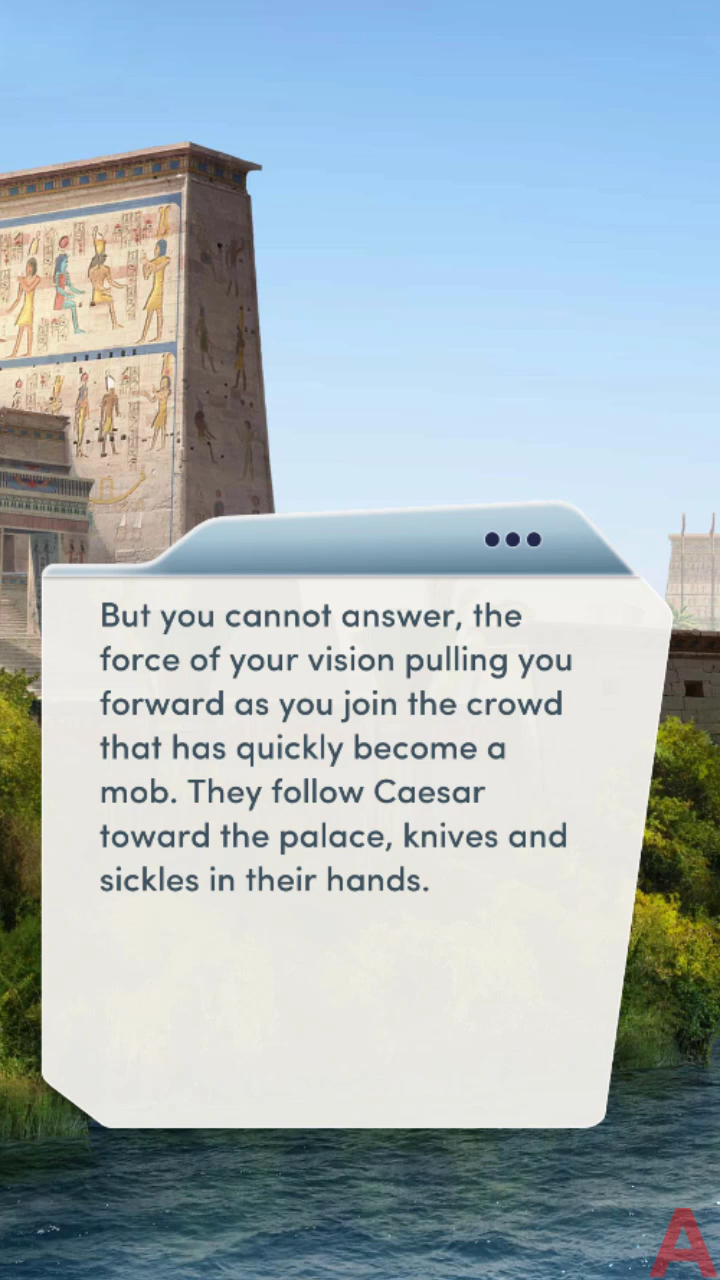 But you cannot answer, the
force of your vision pulling you
forward as you join the crowd
that has quickly become a
mob. They follow Caesar
toward the palace, knives and
sickles in their hands.
A